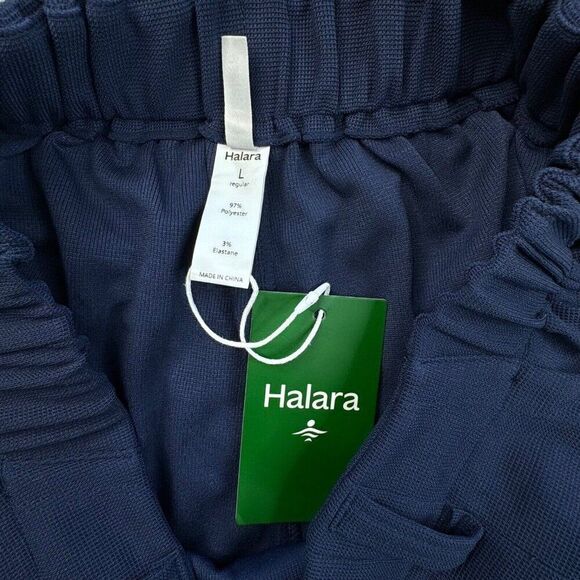 Halara
L
regular
97%
Polyester
3%
Elastane
MADE IN CHINA
Halara